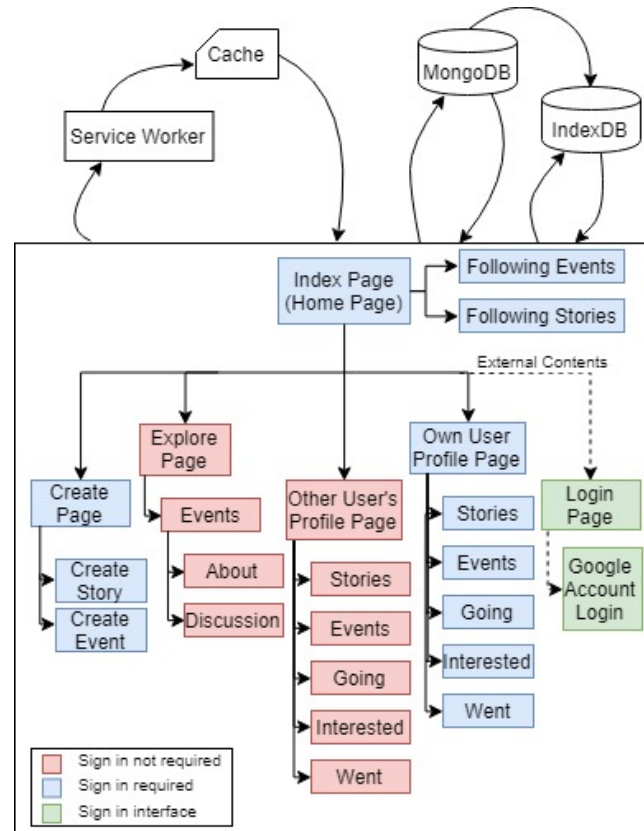 Cache
MongoDB
Service Worker
IndexDB
Index Page
(Home Page)
Following Events
Following Stories
External Contents
Explore
Page
Own User
Profile Page
Create
Page
Events
Other User's
Profile Page
Stories
Login
Page
Create
Story
About
Stories
Events
Google
Account
Login
Create
Event
Discussion
Events
Going
Going
Interested
Interested
Went
Went
Sign in not required
Sign in required
Sign in interface